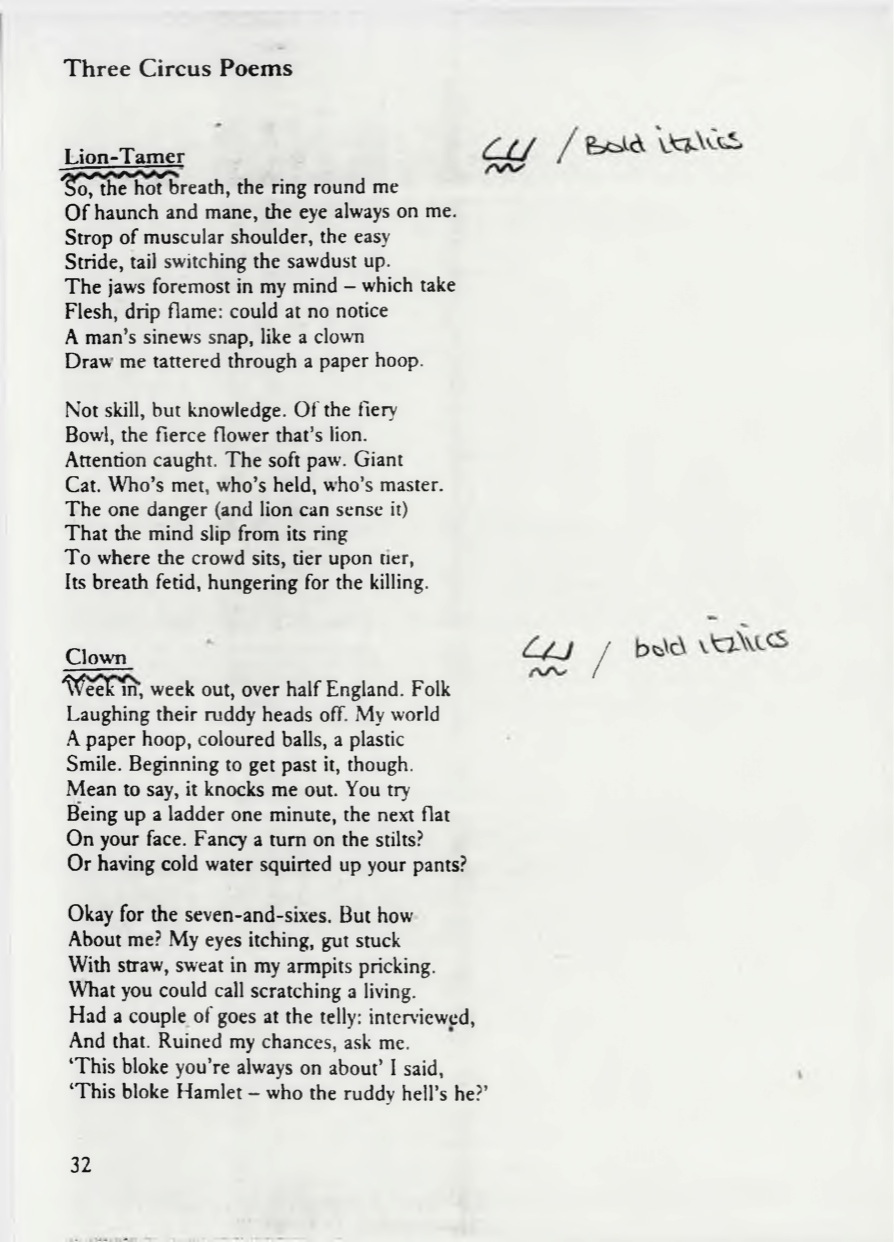 Three Circus Poems
Lion-Tamer
/ Bold italics
So, the hot breath, the ring round me
Of haunch and mane, the eye always on me.
Strop of muscular shoulder, the easy
Stride, tail switching the sawdust up.
The jaws foremost in my mind – which take
Flesh, drip flame: could at no notice
A man's sinews snap, like a clown
Draw me tattered through a paper hoop.
Not skill, but knowledge. Of the fiery
Bowl, the fierce flower that's lion.
Attention caught. The soft paw. Giant
Cat. Who's met, who's held, who's master.
The one danger (and lion can sense it)
That the mind slip from its ring
To where the crowd sits, tier upon tier,
Its breath fetid, hungering for the killing.
Clown
/ bold italics
Week in, week out, over half England. Folk
Laughing their ruddy heads off. My world
A paper hoop, coloured balls, a plastic
Smile. Beginning to get past it, though.
Mean to say, it knocks me out. You try
Being up a ladder one minute, the next flat
On your face. Fancy a turn on the stilts?
Or having cold water squirted up your pants?
Okay for the seven-and-sixes. But how
About me? My eyes itching, gut stuck
With straw, sweat in my armpits pricking.
What you could call scratching a living.
Had a couple of goes at the telly: interviewed,
And that. Ruined my chances, ask me.
‘This bloke you're always on about’ I said,
‘This bloke Hamlet – who the ruddy hell's he?’
32